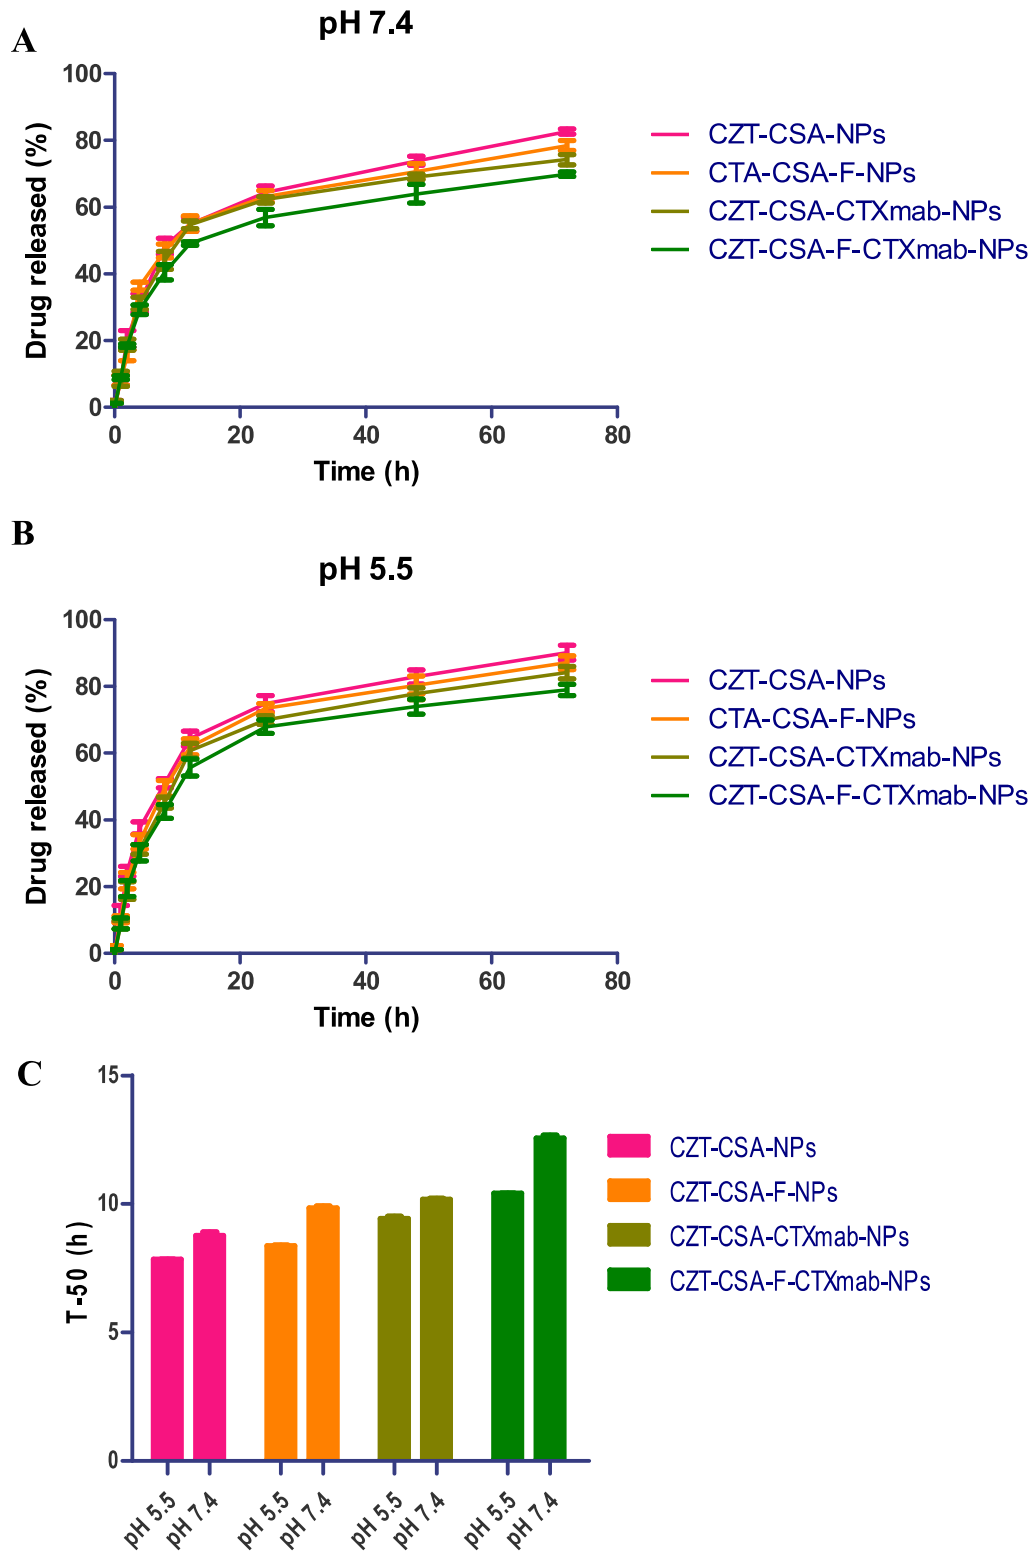 A
pH 7.4
100
80
60
40
20
0
Drug released (%)
0 20 40 60 80
Time (h)
CZT-CSA-NPs
CTA-CSA-F-NPs
CZT-CSA-CTXmab-NPs
CZT-CSA-F-CTXmab-NPs
B
pH 5.5
100
80
60
40
20
0
Drug released (%)
0 20 40 60 80
Time (h)
CZT-CSA-NPs
CTA-CSA-F-NPs
CZT-CSA-CTXmab-NPs
CZT-CSA-F-CTXmab-NPs
C
15
10
5
0
T-50 (h)
pH 5.5 pH 7.4 pH 5.5 pH 7.4 pH 5.5 pH 7.4 pH 5.5 pH 7.4
CZT-CSA-NPs
CZT-CSA-F-NPs
CZT-CSA-CTXmab-NPs
CZT-CSA-F-CTXmab-NPs